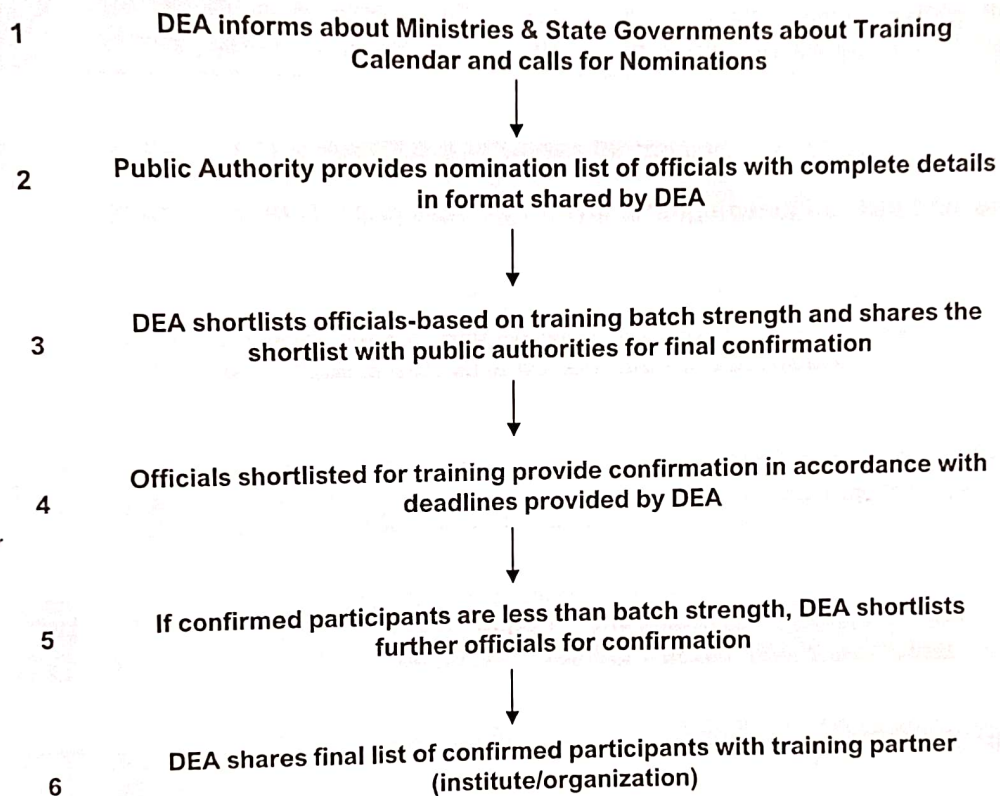 1 DEA informs about Ministries & State Governments about Training
Calendar and calls for Nominations
2 Public Authority provides nomination list of officials with complete details
in format shared by DEA
3 DEA shortlists officials-based on training batch strength and shares the
shortlist with public authorities for final confirmation
4 Officials shortlisted for training provide confirmation in accordance with
deadlines provided by DEA
5 If confirmed participants are less than batch strength, DEA shortlists
further officials for confirmation
6 DEA shares final list of confirmed participants with training partner
(institute/organization)